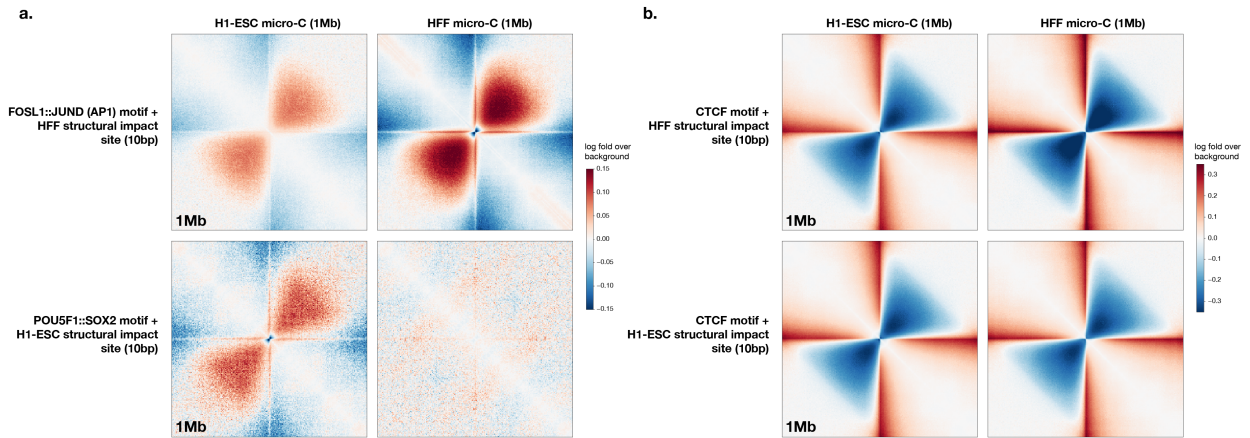 a.
H1-ESC micro-C (1Mb)
HFF micro-C (1Mb)
FOSL1::JUND (AP1) motif +
HFF structural impact
site (10bp)
1Mb
POU5F1::SOX2 motif +
H1-ESC structural impact
site (10bp)
1Mb
log fold over
background
0.15
0.10
0.05
0.00
−0.05
−0.10
−0.15
b.
H1-ESC micro-C (1Mb)
HFF micro-C (1Mb)
CTCF motif +
HFF structural impact
site (10bp)
1Mb
CTCF motif +
H1-ESC structural impact
site (10bp)
1Mb
log fold over
background
0.3
0.2
0.1
0.0
−0.1
−0.2
−0.3